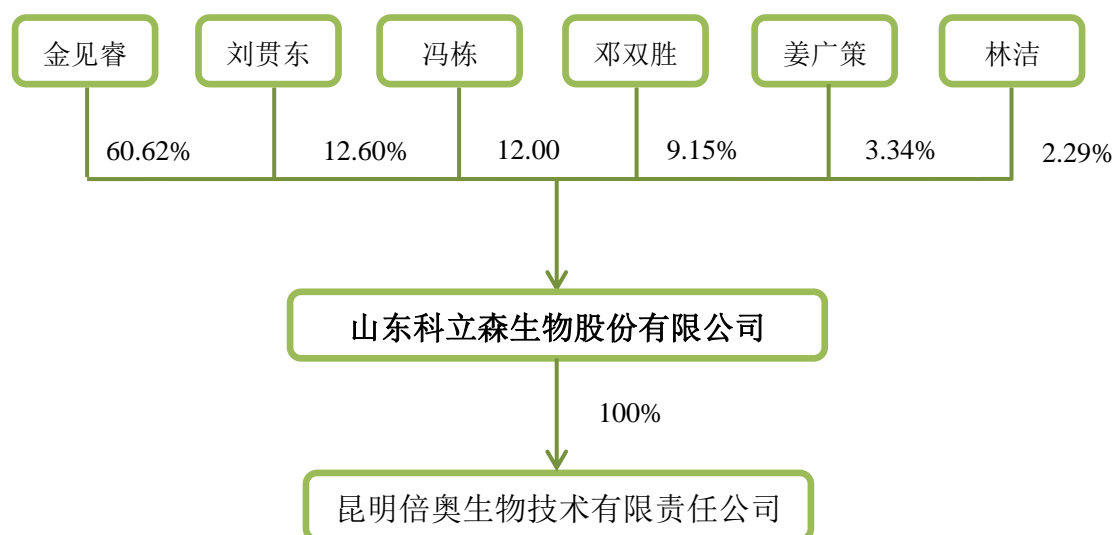 金见睿
刘贯东
冯栋
邓双胜
姜广策
林洁
60.62%
12.60%
12.00
9.15%
3.34%
2.29%
山东科立森生物股份有限公司
100%
昆明倍奥生物技术有限责任公司